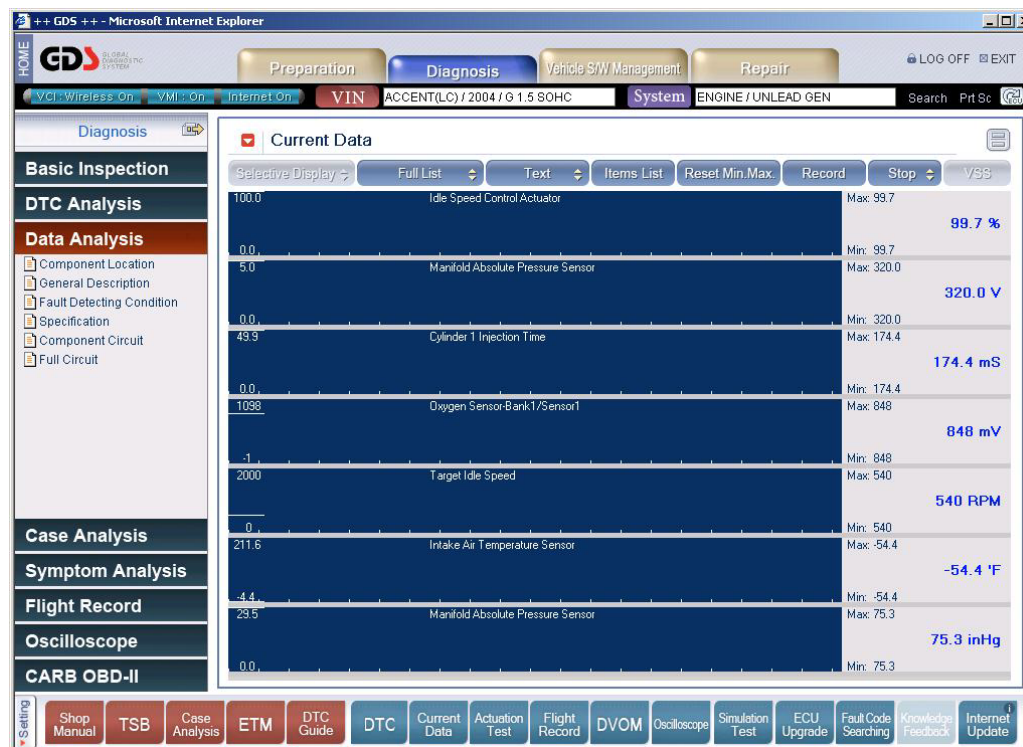 ++ GDS ++ - Microsoft Internet Explorer
HOME
GDS GLOBAL DIAGNOSTIC SYSTEM
Preparation Diagnosis Vehicle S/W Management Repair
LOG OFF EXIT
VCI : Wireless On VMI : On Internet On VIN ACCENT(LC) / 2004 / G 1.5 SOHC System ENGINE / UNLEAD GEN Search Prt Sc
Diagnosis
Basic Inspection
DTC Analysis
Data Analysis
Component Location
General Description
Fault Detecting Condition
Specification
Component Circuit
Full Circuit
Case Analysis
Symptom Analysis
Flight Record
Oscilloscope
CARB OBD-II
Current Data
Selective Display Full List Text Items List Reset Min.Max. Record Stop VSS
100.0 Idle Speed Control Actuator Max: 99.7
99.7 %
0.0 Min: 99.7
5.0 Manifold Absolute Pressure Sensor Max: 320.0
320.0 V
0.0 Min: 320.0
49.9 Cylinder 1 Injection Time Max: 174.4
174.4 mS
0.0 Min: 174.4
1098 Oxygen Sensor-Bank1/Sensor1 Max: 848
848 mV
-1 Min: 848
2000 Target Idle Speed Max: 540
540 RPM
0 Min: 540
211.6 Intake Air Temperature Sensor Max: -54.4
-54.4 'F
-4.4 Min: -54.4
29.5 Manifold Absolute Pressure Sensor Max: 75.3
75.3 inHg
0.0 Min: 75.3
Setting
Shop Manual TSB Case Analysis ETM DTC Guide DTC Current Data Actuation Test Flight Record DVOM Oscilloscope Simulation Test ECU Upgrade Fault Code Searching Knowledge Feedback Internet Update